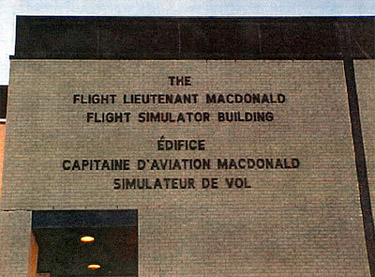 THE
FLIGHT LIEUTENANT MACDONALD
FLIGHT SIMULATOR BUILDING
ÉDIFICE
CAPITAINE D'AVIATION MACDONALD
SIMULATEUR DE VOL